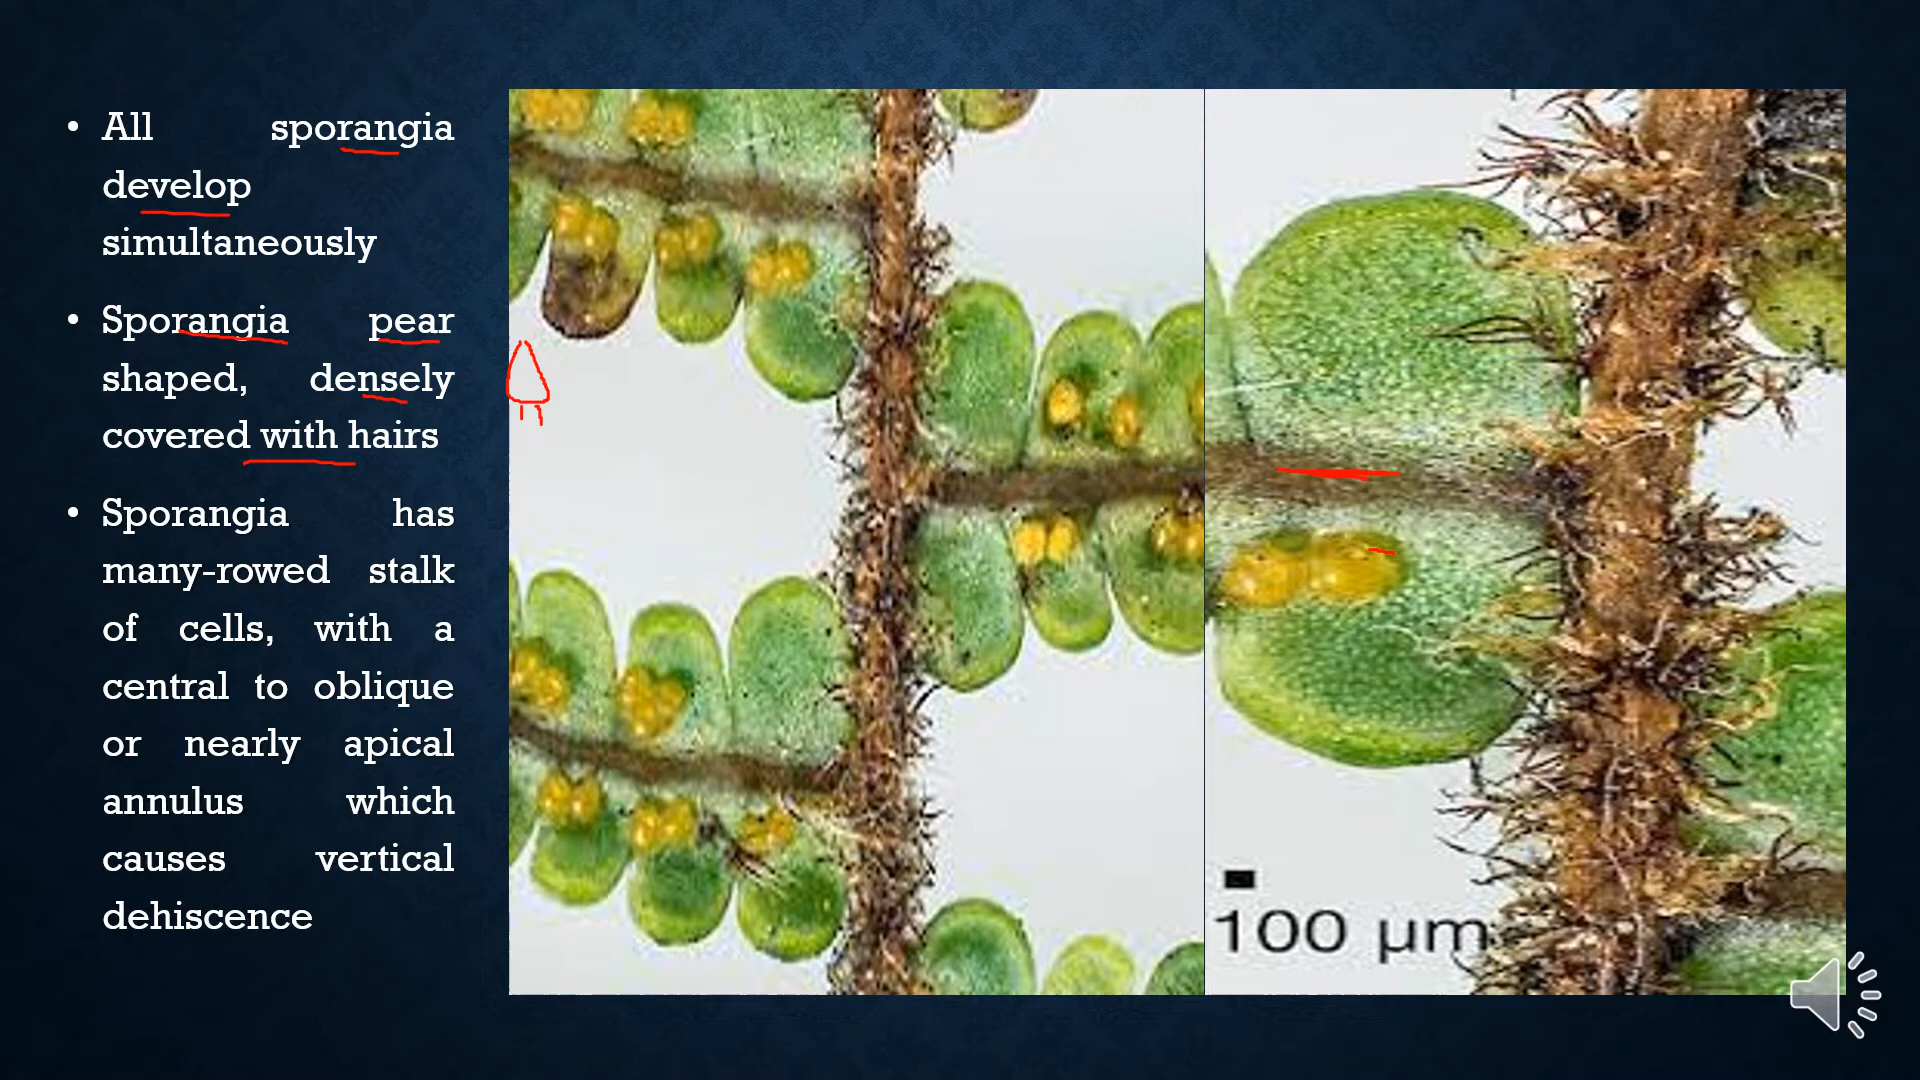 • All sporangia
develop
simultaneously
• Sporangia pear
shaped, densely
covered with hairs
• Sporangia has
many-rowed stalk
of cells, with a
central to oblique
or nearly apical
annulus which
causes vertical
dehiscence
100 µm